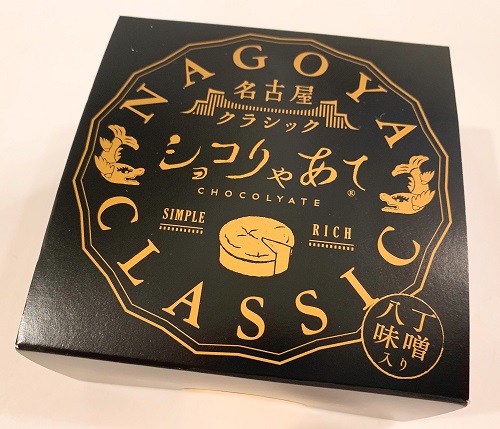 NAGOYA
名古屋
クラシック
ショコりゃあて®
CHOCOLYATE
SIMPLE
RICH
CLASSIC
八丁
味噌
入り